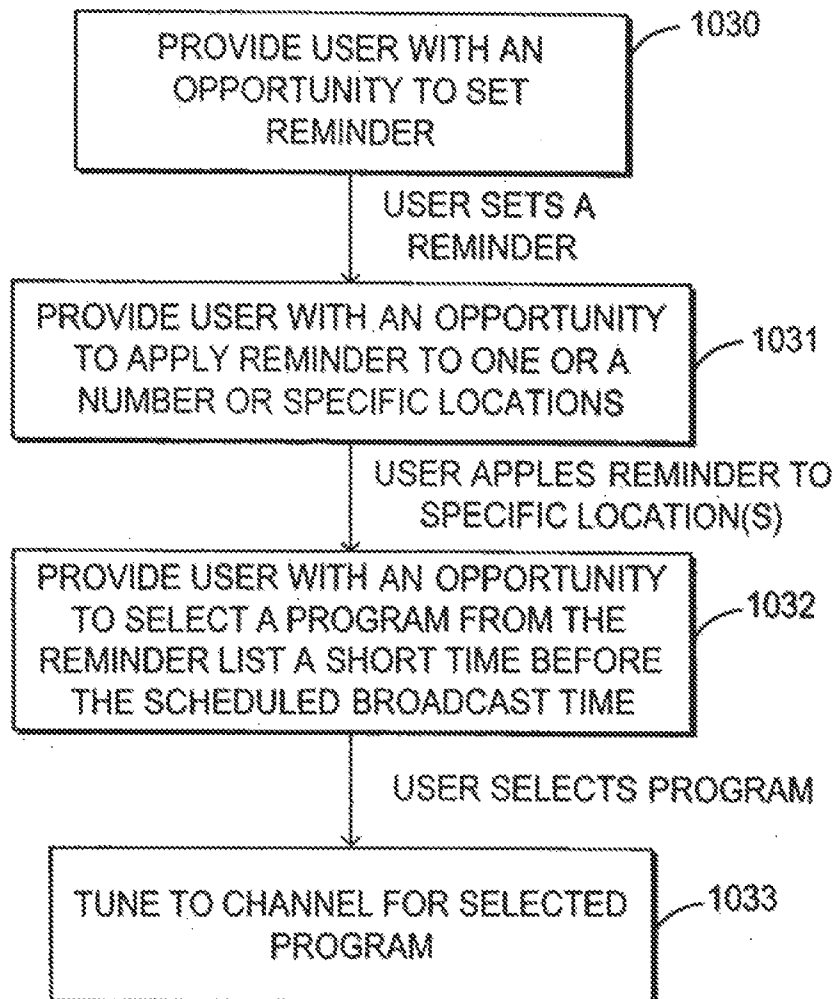 PROVIDE USER WITH AN
OPPORTUNITY TO SET
REMINDER
1030
USER SETS A
REMINDER
PROVIDE USER WITH AN OPPORTUNITY
TO APPLY REMINDER TO ONE OR A
NUMBER OR SPECIFIC LOCATIONS
1031
USER APPLES REMINDER TO
SPECIFIC LOCATION(S)
PROVIDE USER WITH AN OPPORTUNITY
TO SELECT A PROGRAM FROM THE
REMINDER LIST A SHORT TIME BEFORE
THE SCHEDULED BROADCAST TIME
1032
USER SELECTS PROGRAM
TUNE TO CHANNEL FOR SELECTED
PROGRAM
1033